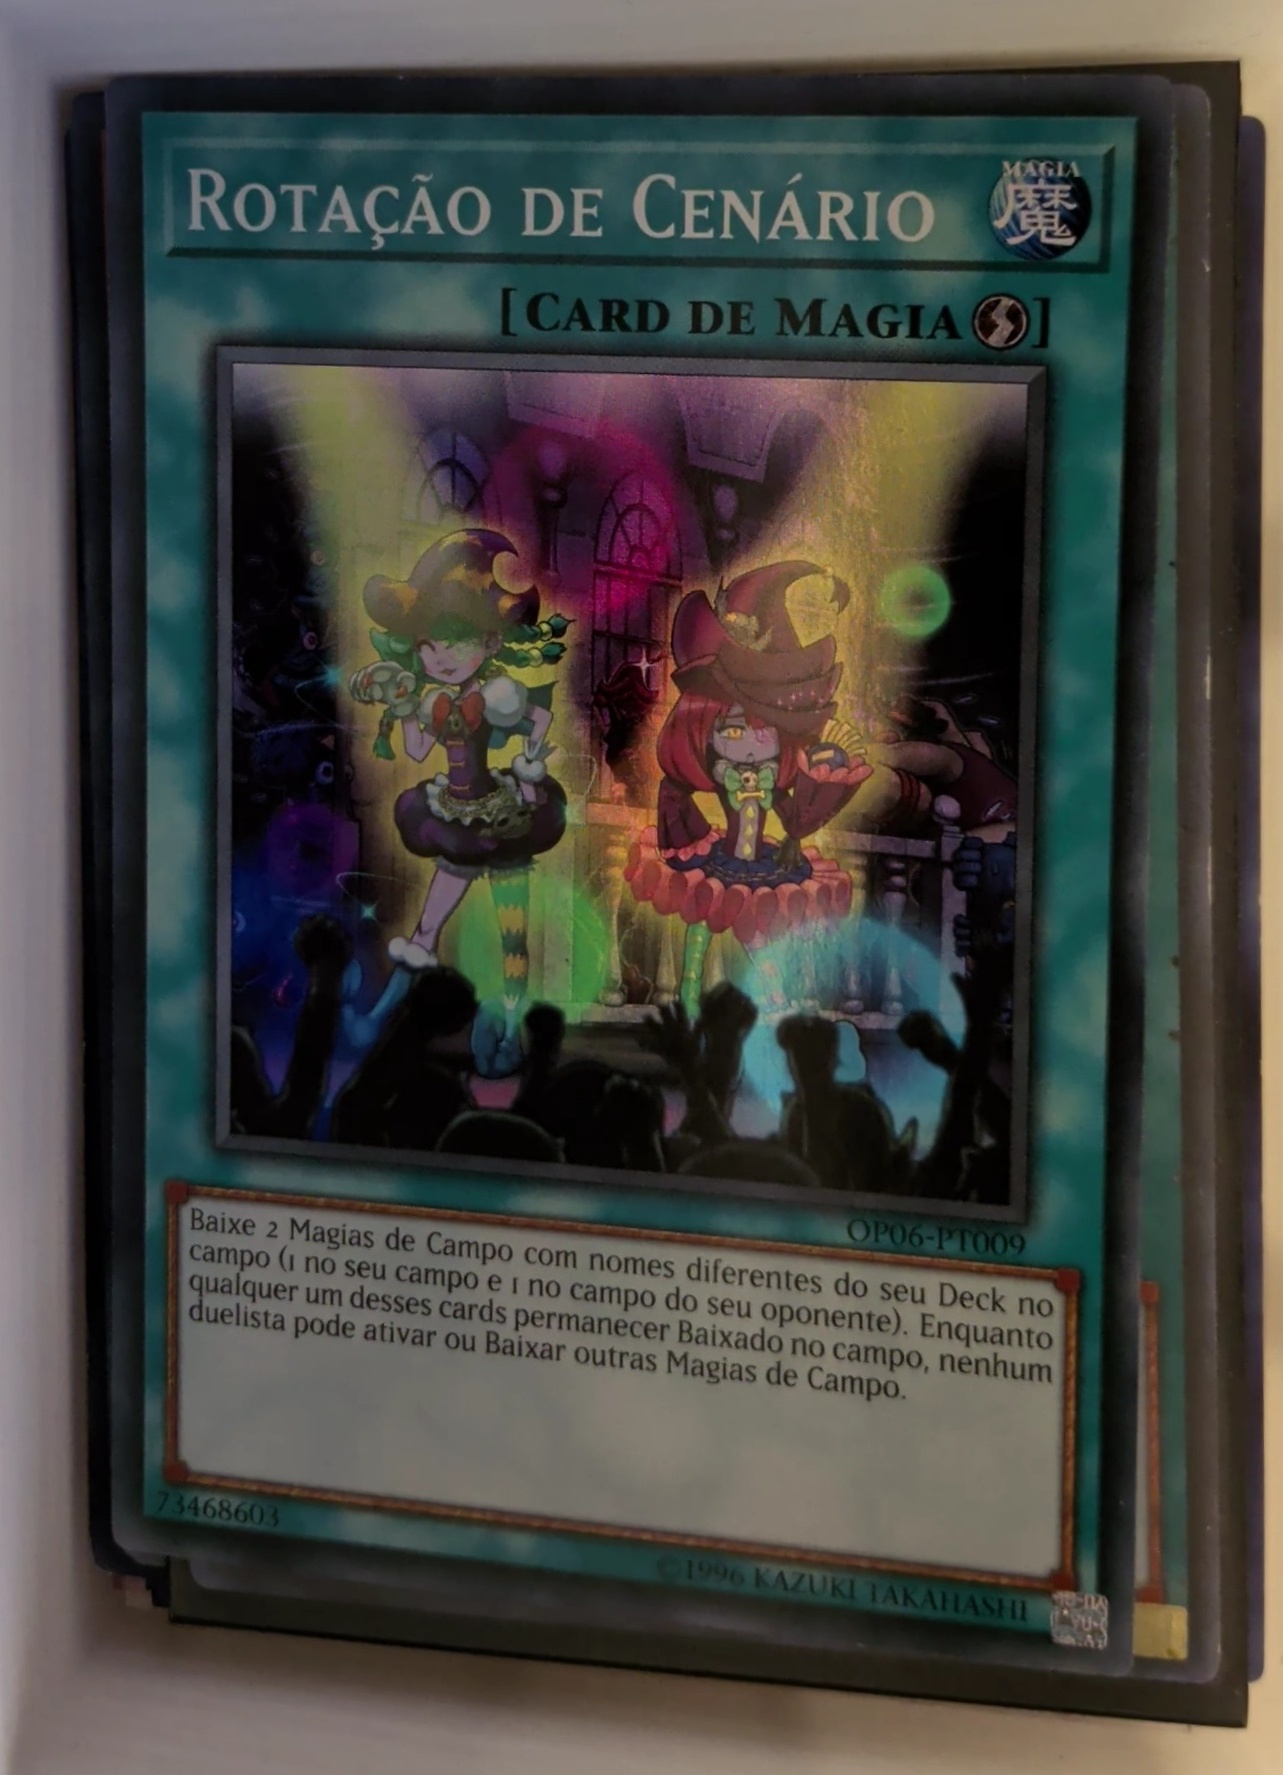 ROTAÇÃO DE CENÁRIO
MAGIA
魔
[CARD DE MAGIA]
OP06-PT009
Baixe 2 Magias de Campo com nomes diferentes do seu Deck no
campo (1 no seu campo e 1 no campo do seu oponente). Enquanto
qualquer um desses cards permanecer Baixado no campo, nenhum
duelista pode ativar ou Baixar outras Magias de Campo.
73468603
©1996 KAZUKI TAKAHASHI